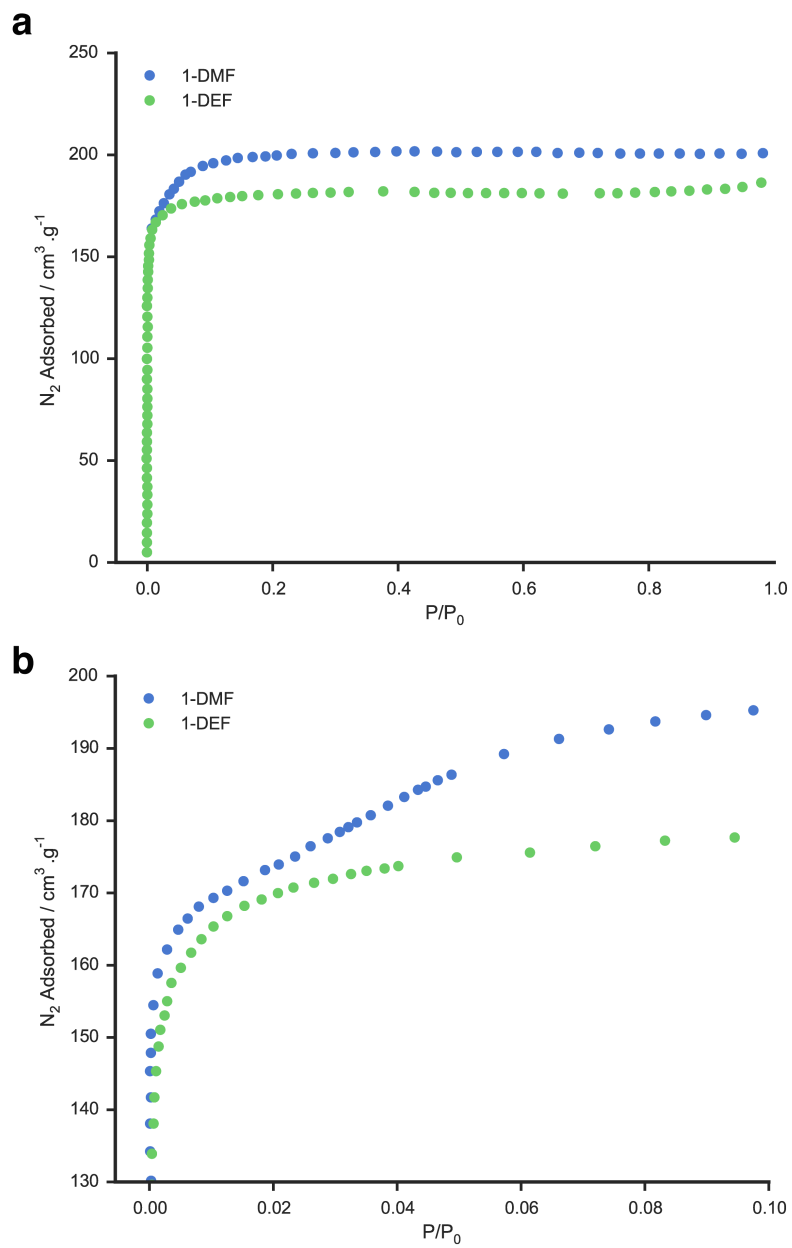 a
250
200
150
100
50
0
N₂ Adsorbed / cm³ .g⁻¹
1-DMF
1-DEF
0.0 0.2 0.4 0.6 0.8 1.0
P/P₀
b
200
190
180
170
160
150
140
130
N₂ Adsorbed / cm³ .g⁻¹
1-DMF
1-DEF
0.00 0.02 0.04 0.06 0.08 0.10
P/P₀